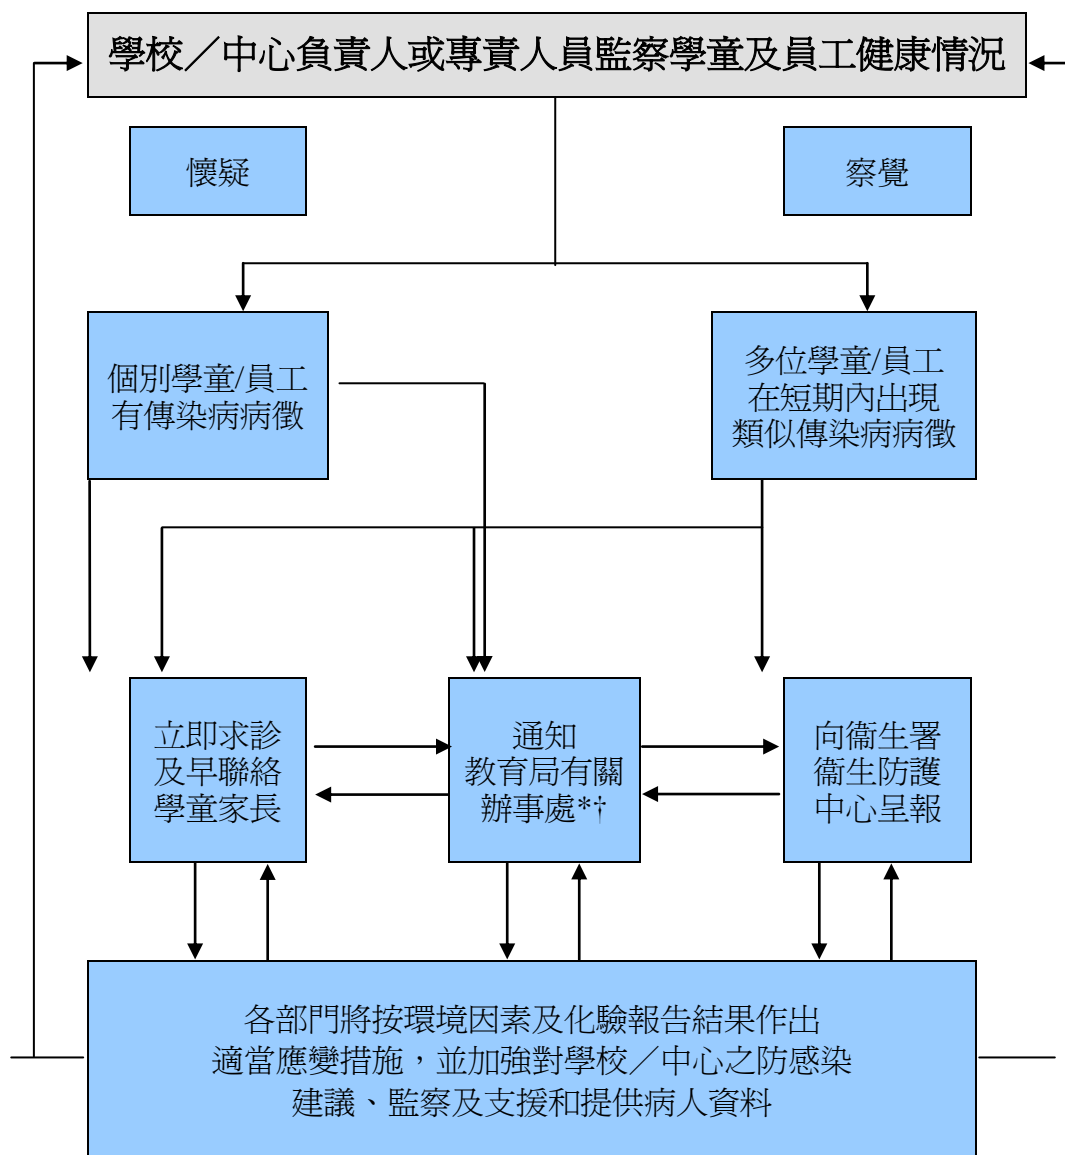 學校／中心負責人或專責人員監察學童及員工健康情況
懷疑
察覺
個別學童/員工
有傳染病病徵
多位學童/員工
在短期內出現
類似傳染病病徵
立即求診
及早聯絡
學童家長
通知
教育局有關
辦事處*†
向衞生署
衞生防護
中心呈報
各部門將按環境因素及化驗報告結果作出
適當應變措施，並加強對學校／中心之防感染
建議、監察及支援和提供病人資料